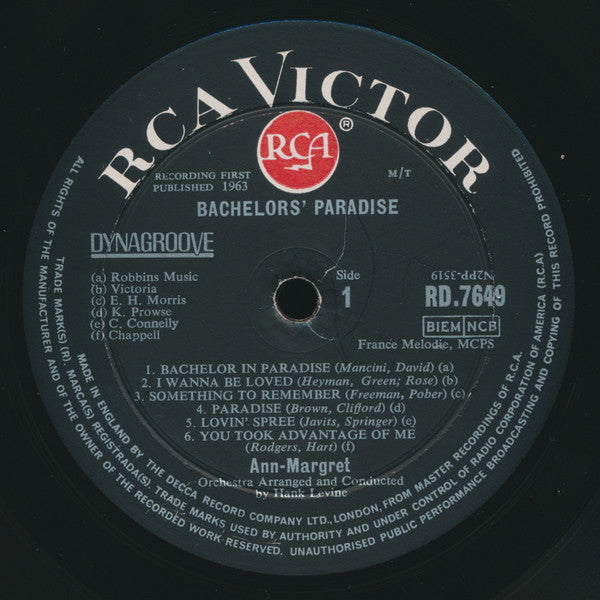 RCA VICTOR
RCA
®
RECORDING FIRST
PUBLISHED 1963
M/T
BACHELORS' PARADISE
DYNAGROOVE
(a) Robbins Music
(b) Victoria
(c) E. H. Morris
(d) K. Prowse
(e) C. Connelly
(f) Chappell
Side
1
N2PP-3519
RD.7649
BIEM NCB
France Melodie, MCPS
1. BACHELOR IN PARADISE (Mancini, David) (a)
2. I WANNA BE LOVED (Heyman, Green; Rose) (b)
3. SOMETHING TO REMEMBER (Freeman, Pober) (c)
4. PARADISE (Brown, Clifford) (d)
5. LOVIN' SPREE (Javits, Springer) (e)
6. YOU TOOK ADVANTAGE OF ME
(Rodgers, Hart) (f)
Ann-Margret
Orchestra Arranged and Conducted
by Hank Levine
ALL RIGHTS OF THE MANUFACTURER AND OF THE OWNER OF THE RECORDED WORK RESERVED. UNAUTHORISED PUBLIC PERFORMANCE BROADCASTING AND COPYING OF THIS RECORD PROHIBITED
TRADE MARK(S) (R). MARCA(S) REGISTRADA(S). TRADE MARKS USED BY AUTHORITY AND UNDER CONTROL OF RADIO CORPORATION OF AMERICA (R.C.A.)
MADE IN ENGLAND BY THE DECCA RECORD COMPANY LTD., LONDON, FROM MASTER RECORDINGS OF R.C.A.